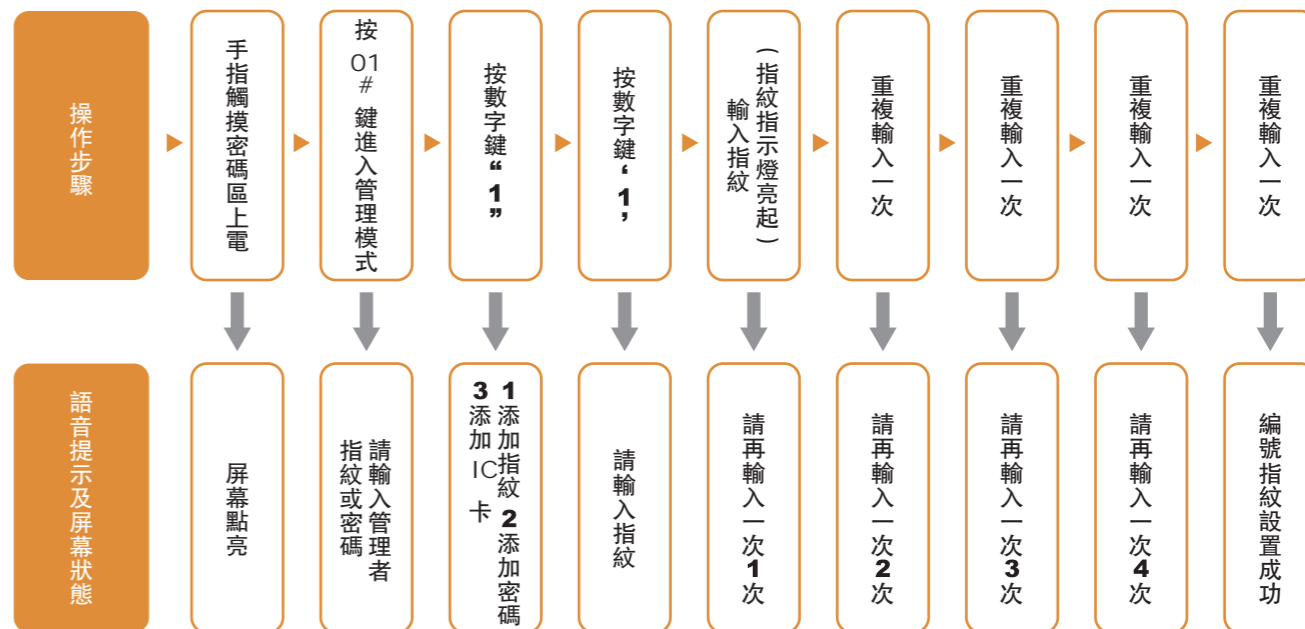 操作步驟
手指觸摸密碼區上電
按01#鍵進入管理模式
按數字鍵“1”
按數字鍵‘1’
(指紋指示燈亮起)
輸入指紋
重複輸入一次
重複輸入一次
重複輸入一次
重複輸入一次
語音提示及屏幕狀態
屏幕點亮
請輸入管理者
指紋或密碼
1添加指紋 2添加密碼
3添加IC卡
請輸入指紋
請再輸入一次1次
請再輸入一次2次
請再輸入一次3次
請再輸入一次4次
編號指紋設置成功